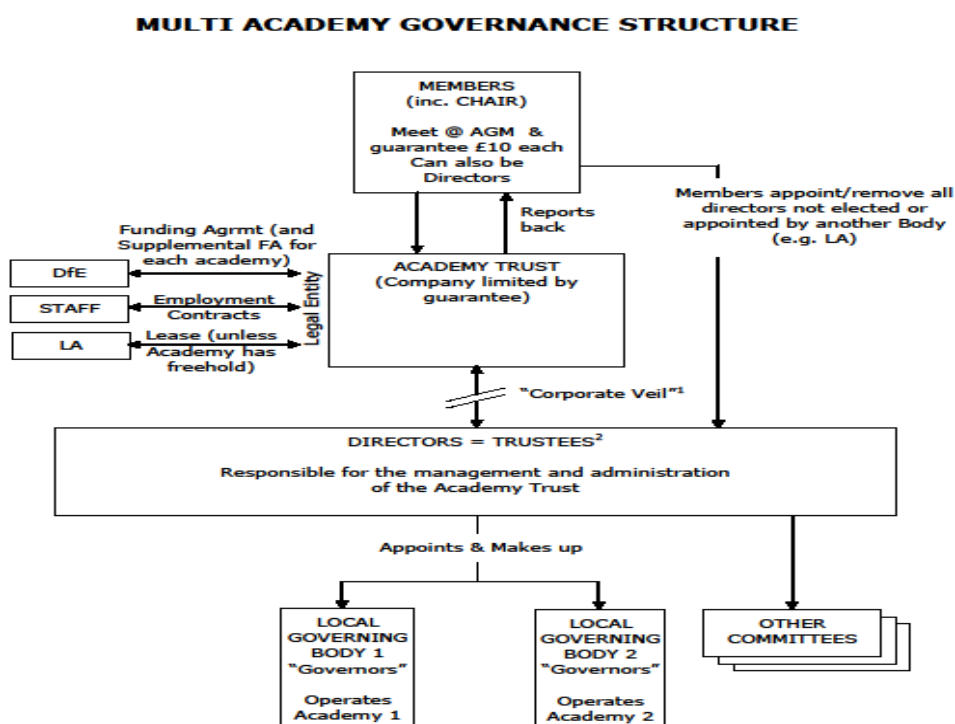 MULTI ACADEMY GOVERNANCE STRUCTURE
MEMBERS
(inc. CHAIR)
Meet @ AGM &
guarantee £10 each
Can also be
Directors
Reports
back
Members appoint/remove all
directors not elected or
appointed by another Body
(e.g. LA)
Funding Agrmt (and
Supplemental FA for
each academy)
DfE
STAFF
Employment
Contracts
LA
Lease (unless
Academy has
freehold)
Legal Entity
ACADEMY TRUST
(Company limited by
guarantee)
“Corporate Veil”¹
DIRECTORS = TRUSTEES²
Responsible for the management and administration
of the Academy Trust
Appoints & Makes up
LOCAL
GOVERNING
BODY 1
“Governors”
Operates
Academy 1
LOCAL
GOVERNING
BODY 2
“Governors”
Operates
Academy 2
OTHER
COMMITTEES